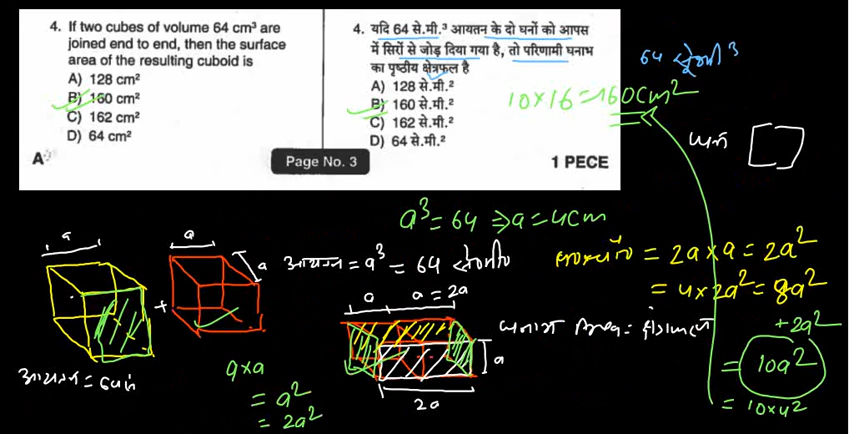 4. If two cubes of volume 64 cm³ are
joined end to end, then the surface
area of the resulting cuboid is
A) 128 cm²
B) 160 cm²
C) 162 cm²
D) 64 cm²
A
Page No. 3
4. यदि 64 से.मी.³ आयतन के दो घनों को आपस
में सिरों से जोड़ दिया गया है, तो परिणामी घनाभ
का पृष्ठीय क्षेत्रफल है
A) 128 से.मी.²
B) 160 से.मी.²
C) 162 से.मी.²
D) 64 से.मी.²
1 PECE
64
10×16=160cm²
a³=64 ⇒a=4cm
a
a
a
आयतन=a³=64
+
a a = 2a
a
2a
a×a
= a²
= 2a²
= 2a×a=2a²
= 4×2a²=8a²
+2a²
= 10a²
= 10×4²